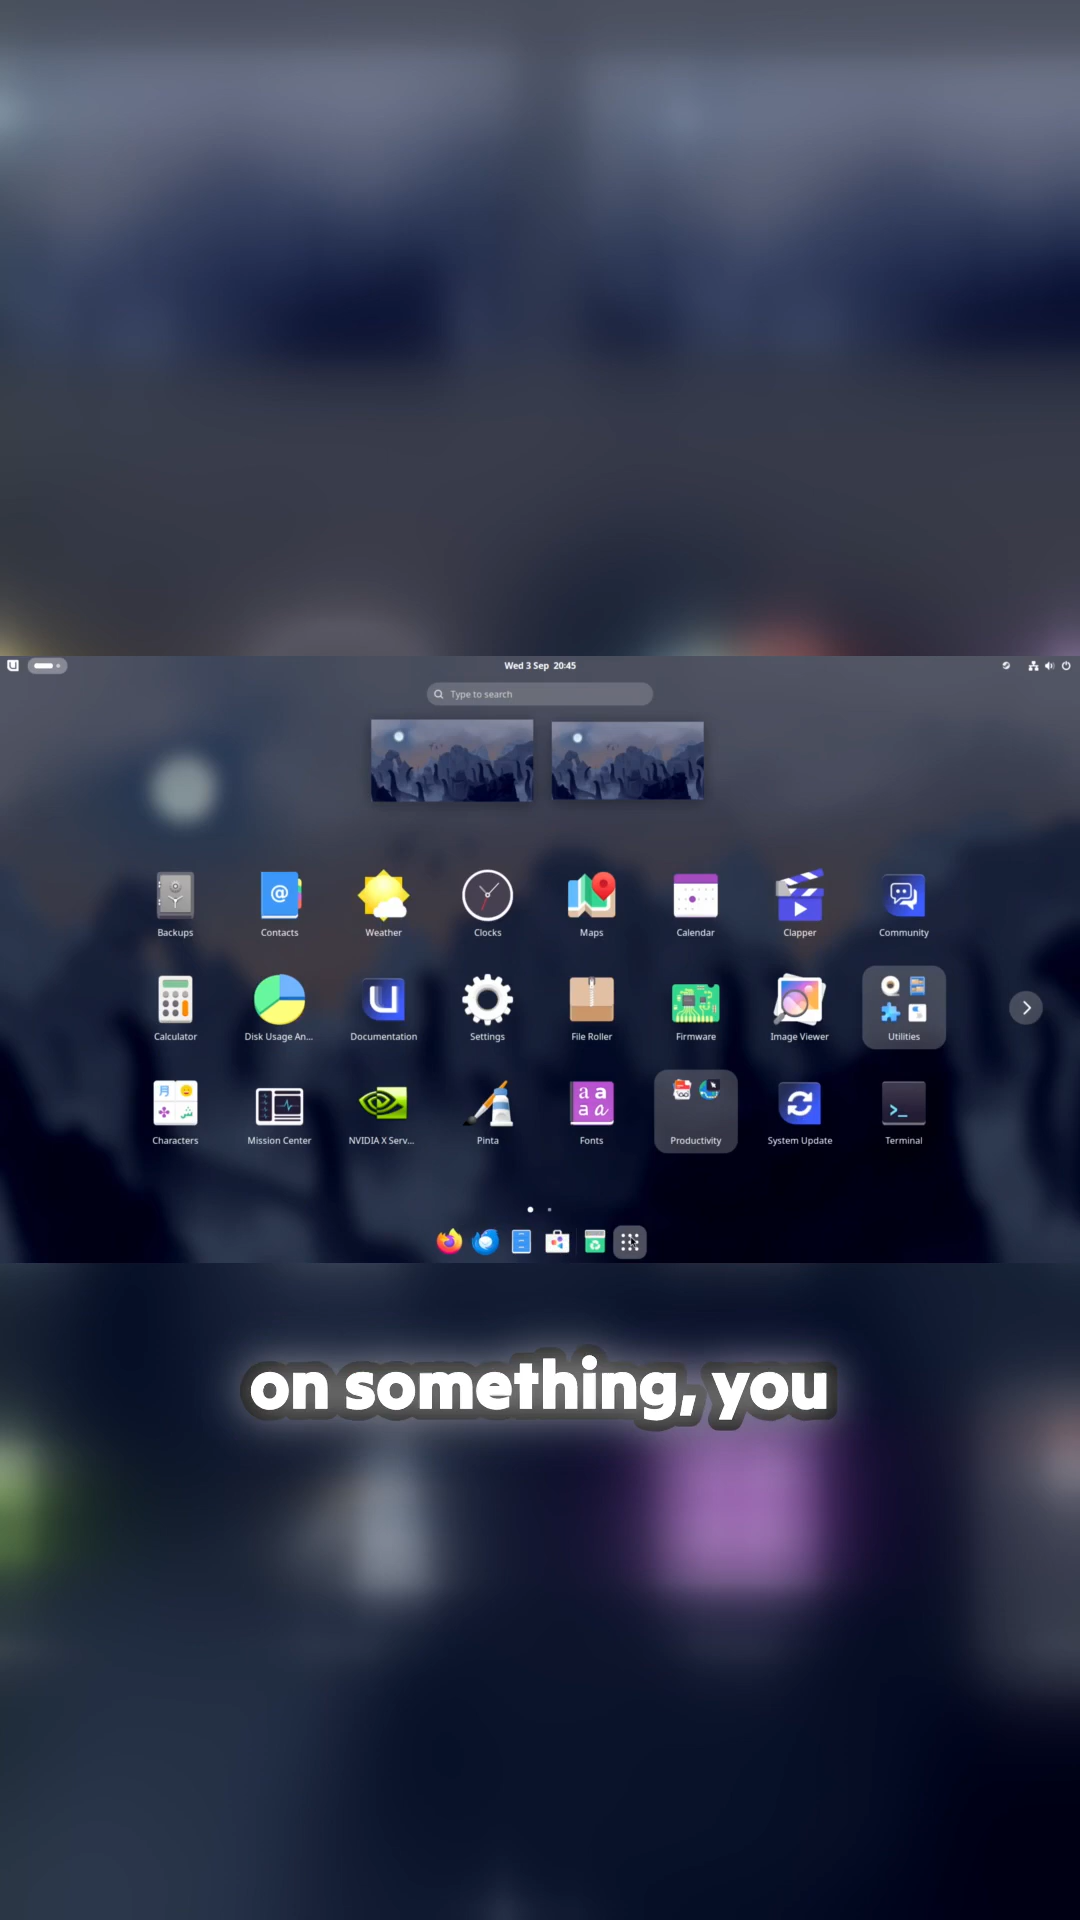 Wed 3 Sep 20:45
Type to search
Backups
Contacts
Weather
Clocks
Maps
Calendar
Clapper
Community
Calculator
Disk Usage An...
Documentation
Settings
File Roller
Firmware
Image Viewer
Utilities
Characters
Mission Center
NVIDIA X Serv...
Pinta
Fonts
Productivity
System Update
Terminal
on something, you